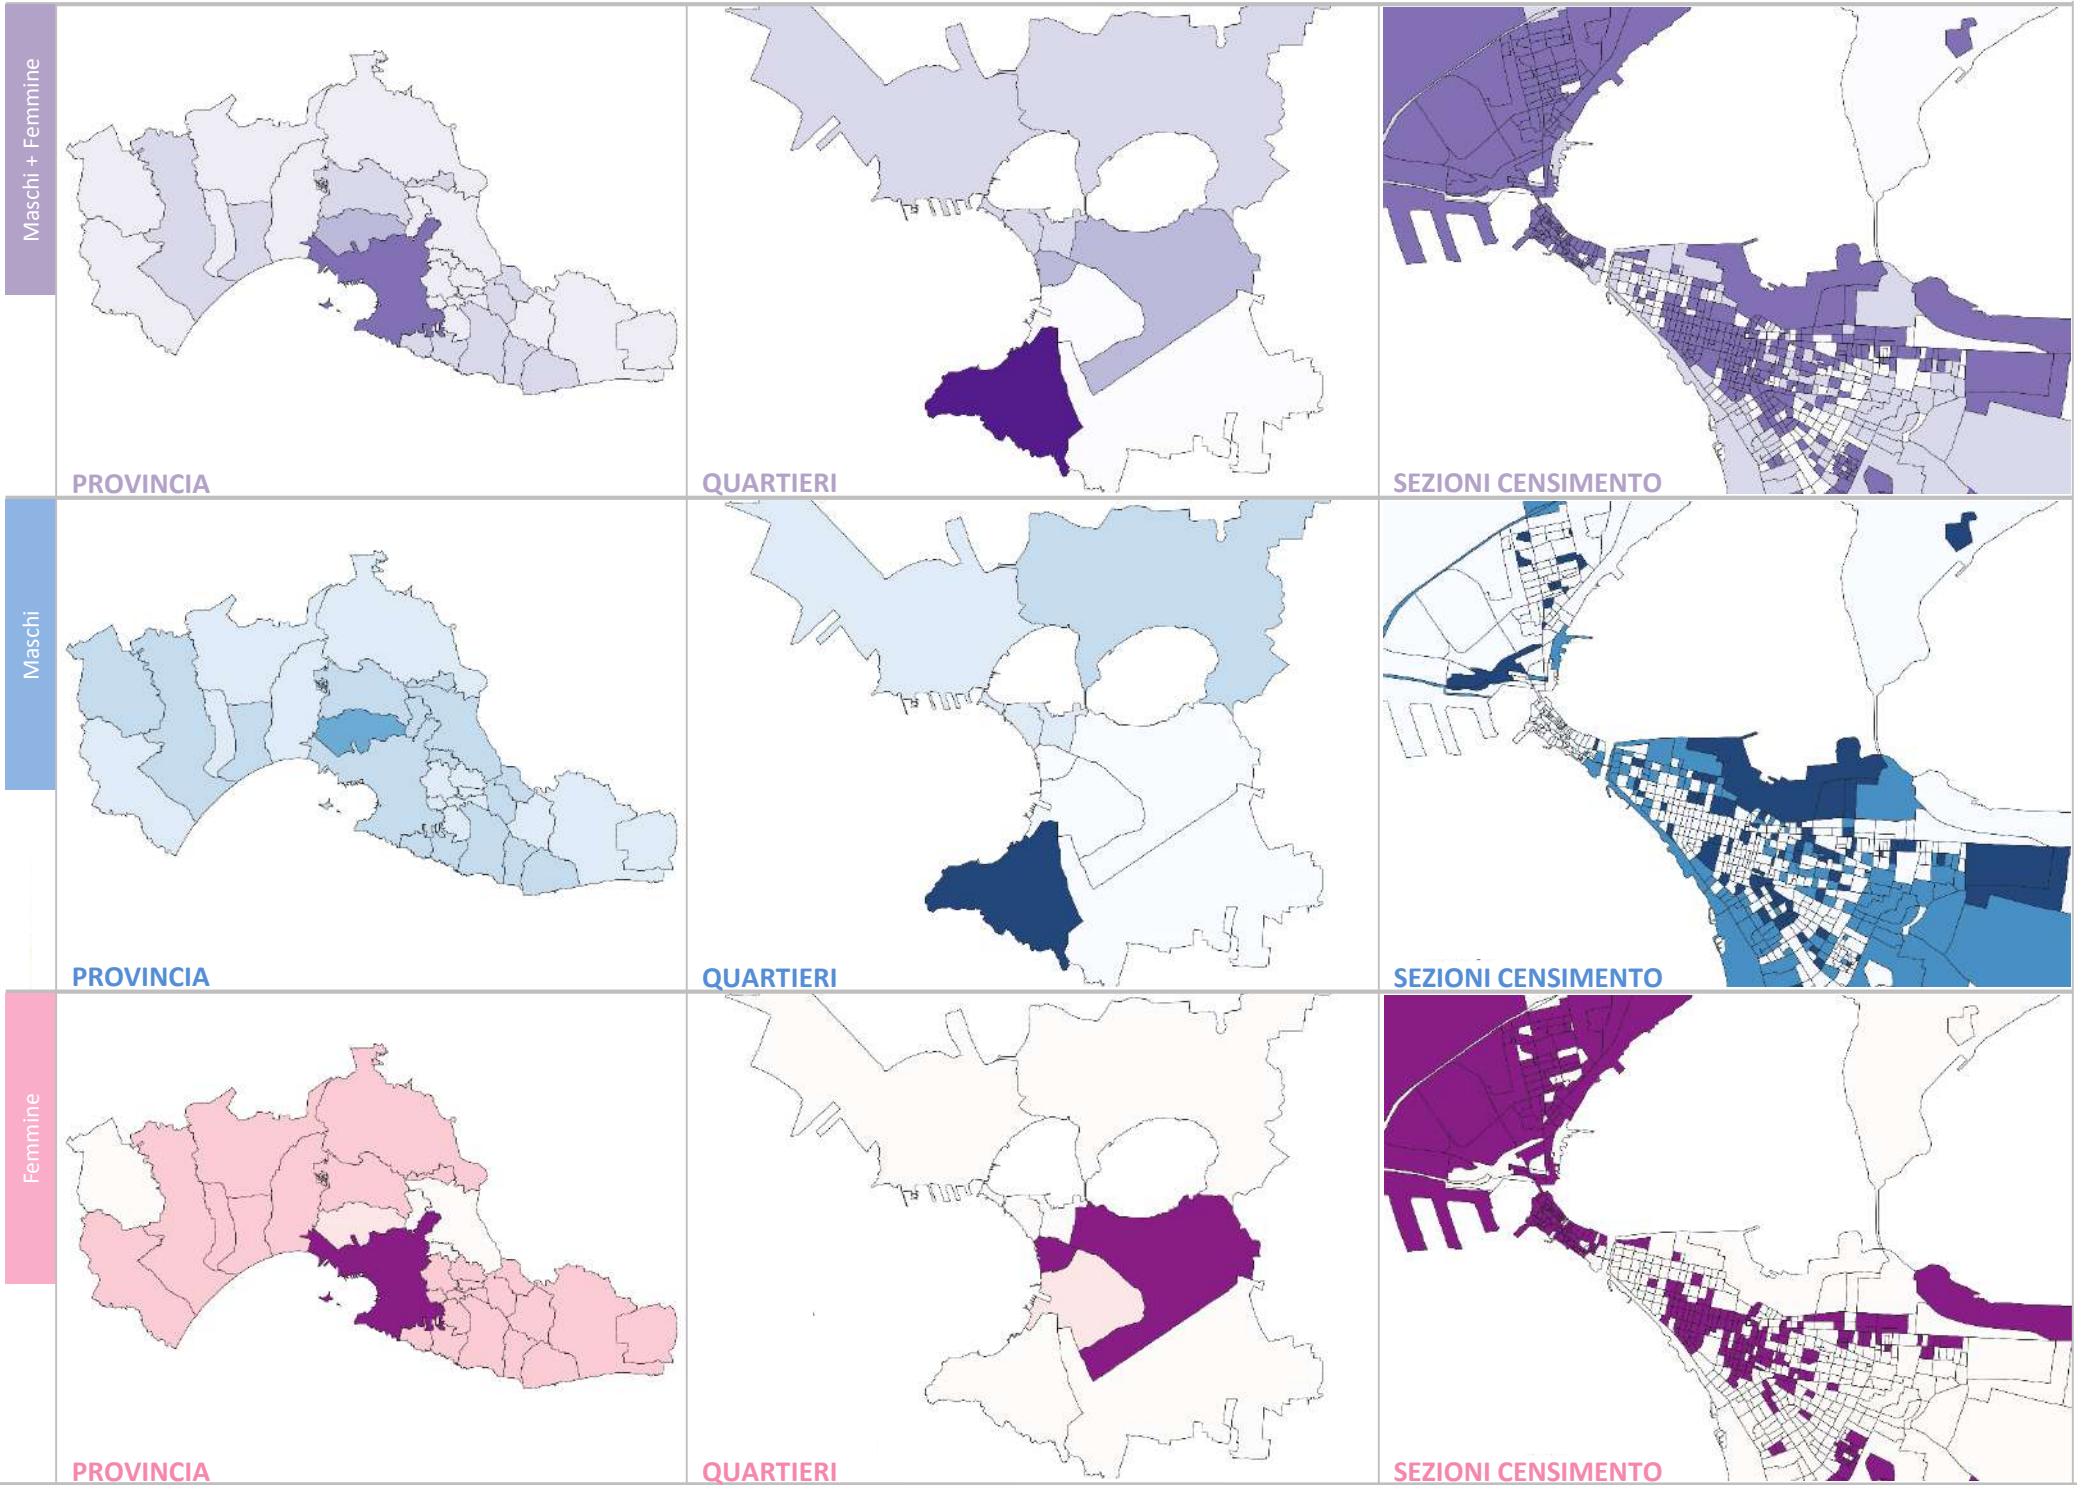 Maschi + Femmine
PROVINCIA
QUARTIERI
SEZIONI CENSIMENTO
Maschi
PROVINCIA
QUARTIERI
SEZIONI CENSIMENTO
Femmine
PROVINCIA
QUARTIERI
SEZIONI CENSIMENTO